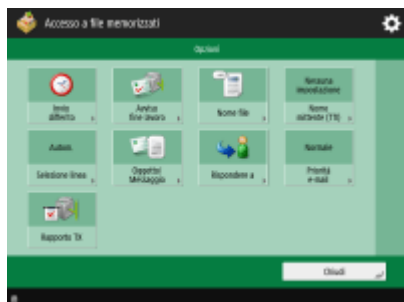 Accesso a file memorizzati
Opzioni
Invio differito
Avviso fine lavoro
Nome file
Nessuna impostazione
Nome mittente (TX)
Autom.
Selezione linea
Oggetto/ Messaggio
Rispondere a
Normale
Priorità e-mail
Rapporto TX
Chiudi